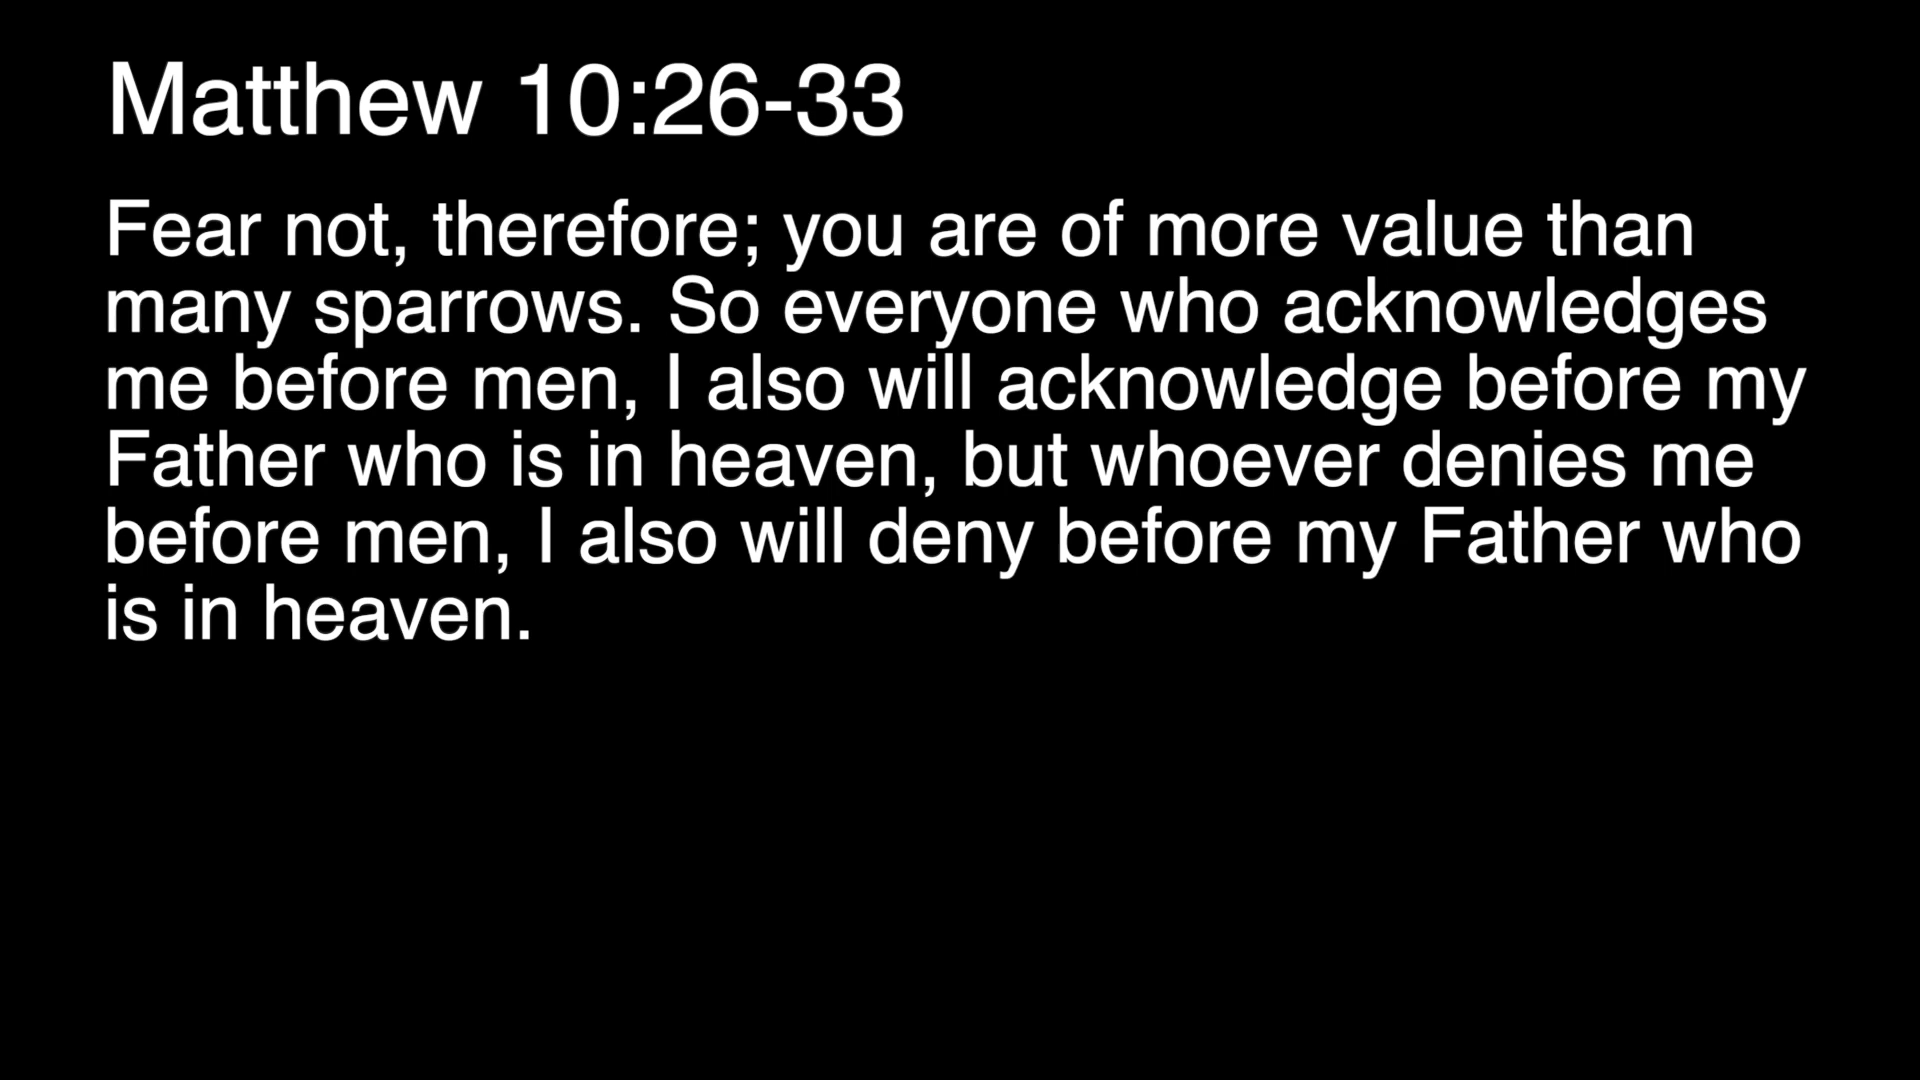 Matthew 10:26-33
Fear not, therefore; you are of more value than
many sparrows. So everyone who acknowledges
me before men, I also will acknowledge before my
Father who is in heaven, but whoever denies me
before men, I also will deny before my Father who
is in heaven.